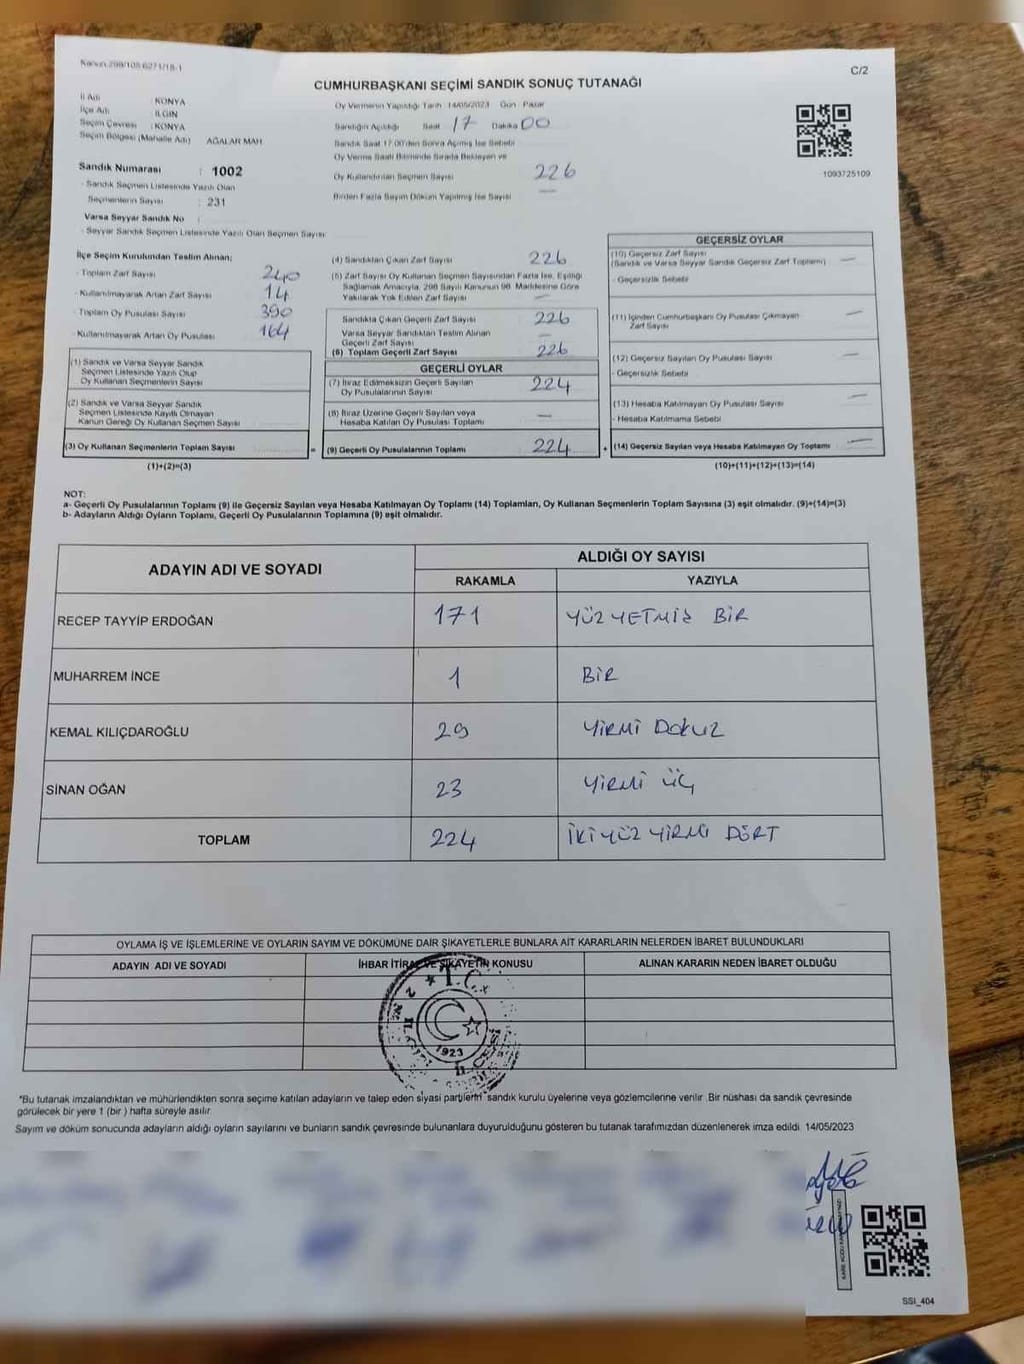 Kanun 298/105 6271/18-1
C/2
CUMHURBAŞKANI SEÇİMİ SANDIK SONUÇ TUTANAĞI
İl Adı KONYA
İlçe Adı ILGIN
Seçim Çevresi : KONYA
Seçim Bölgesi (Mahalle Adı) AĞALAR MAH
Sandık Numarası : 1002
- Sandık Seçmen Listesinde Yazılı Olan
Seçmenlerin Sayısı : 231
Varsa Seyyar Sandık No :
- Seyyar Sandık Seçmen Listesinde Yazılı Olan Seçmen Sayısı:
Oy Vermenin Yapıldığı Tarih 14/05/2023 Gün Pazar
Sandığın Açıldığı Saat 17 Dakika 00
Sandık Saat 17.00'den Sonra Açılmış İse Sebebi
Oy Verme Saati Bitiminde Sırada Bekleyen ve
Oy Kullandırılan Seçmen Sayısı 226
Birden Fazla Sayım Döküm Yapılmış İse Sayısı —
1093725109
İlçe Seçim Kurulundan Teslim Alınan;
- Toplam Zarf Sayısı 240
- Kullanılmayarak Artan Zarf Sayısı 14
- Toplam Oy Pusulası Sayısı 390
- Kullanılmayarak Artan Oy Pusulası 164
(1) Sandık ve Varsa Seyyar Sandık
Seçmen Listesinde Yazılı Olup
Oy Kullanan Seçmenlerin Sayısı
(2) Sandık ve Varsa Seyyar Sandık
Seçmen Listesinde Kayıtlı Olmayan
Kanun Gereği Oy Kullanan Seçmen Sayısı
(3) Oy Kullanan Seçmenlerin Toplam Sayısı
(1)+(2)=(3)
(4) Sandıktan Çıkan Zarf Sayısı 226
(5) Zarf Sayısı Oy Kullanan Seçmen Sayısından Fazla İse, Eşitliği
Sağlamak Amacıyla, 298 Sayılı Kanunun 98. Maddesine Göre
Yakılarak Yok Edilen Zarf Sayısı —
Sandıkta Çıkan Geçerli Zarf Sayısı 226
Varsa Seyyar Sandıktan Teslim Alınan
Geçerli Zarf Sayısı —
(6) Toplam Geçerli Zarf Sayısı 226
GEÇERLİ OYLAR
(7) İtiraz Edilmeksizin Geçerli Sayılan
Oy Pusulalarının Sayısı 224
(8) İtiraz Üzerine Geçerli Sayılan veya
Hesaba Katılan Oy Pusulası Toplamı —
= (9) Geçerli Oy Pusulalarının Toplamı 224
GEÇERSİZ OYLAR
(10) Geçersiz Zarf Sayısı
(Sandık ve Varsa Seyyar Sandık Geçersiz Zarf Toplamı) —
- Geçersizlik Sebebi
(11) İçinden Cumhurbaşkanı Oy Pusulası Çıkmayan
Zarf Sayısı —
(12) Geçersiz Sayılan Oy Pusulası Sayısı —
- Geçersizlik Sebebi
(13) Hesaba Katılmayan Oy Pusulası Sayısı —
- Hesaba Katılmama Sebebi
+ (14) Geçersiz Sayılan veya Hesaba Katılmayan Oy Toplamı —
(10)+(11)+(12)+(13)=(14)
NOT:
a- Geçerli Oy Pusulalarının Toplamı (9) ile Geçersiz Sayılan veya Hesaba Katılmayan Oy Toplamı (14) Toplamları, Oy Kullanan Seçmenlerin Toplam Sayısına (3) eşit olmalıdır. (9)+(14)=(3)
b- Adayların Aldığı Oyların Toplamı, Geçerli Oy Pusulalarının Toplamına (9) eşit olmalıdır.
ADAYIN ADI VE SOYADI
ALDIĞI OY SAYISI
RAKAMLA YAZIYLA
RECEP TAYYİP ERDOĞAN 171 YÜZ YETMİŞ BİR
MUHARREM İNCE 1 BİR
KEMAL KILIÇDAROĞLU 29 YİRMİ DOKUZ
SİNAN OĞAN 23 YİRMİ ÜÇ
TOPLAM 224 İKİ YÜZ YİRMİ DÖRT
OYLAMA İŞ VE İŞLEMLERİNE VE OYLARIN SAYIM VE DÖKÜMÜNE DAİR ŞİKAYETLERLE BUNLARA AİT KARARLARIN NELERDEN İBARET BULUNDUKLARI
ADAYIN ADI VE SOYADI
İHBAR İTİRAZ VE ŞİKAYETİN KONUSU
ALINAN KARARIN NEDEN İBARET OLDUĞU
T.C.
1923
*Bu tutanak imzalandıktan ve mühürlendikten sonra seçime katılan adayların ve talep eden siyasi partilerin sandık kurulu üyelerine veya gözlemcilerine verilir. Bir nüshası da sandık çevresinde
görülecek bir yere 1 (bir) hafta süreyle asılır.
Sayım ve döküm sonucunda adayların aldığı oyların sayılarını ve bunların sandık çevresinde bulunanlara duyurulduğunu gösteren bu tutanak tarafımızdan düzenlenerek imza edildi. 14/05/2023
SSI_404